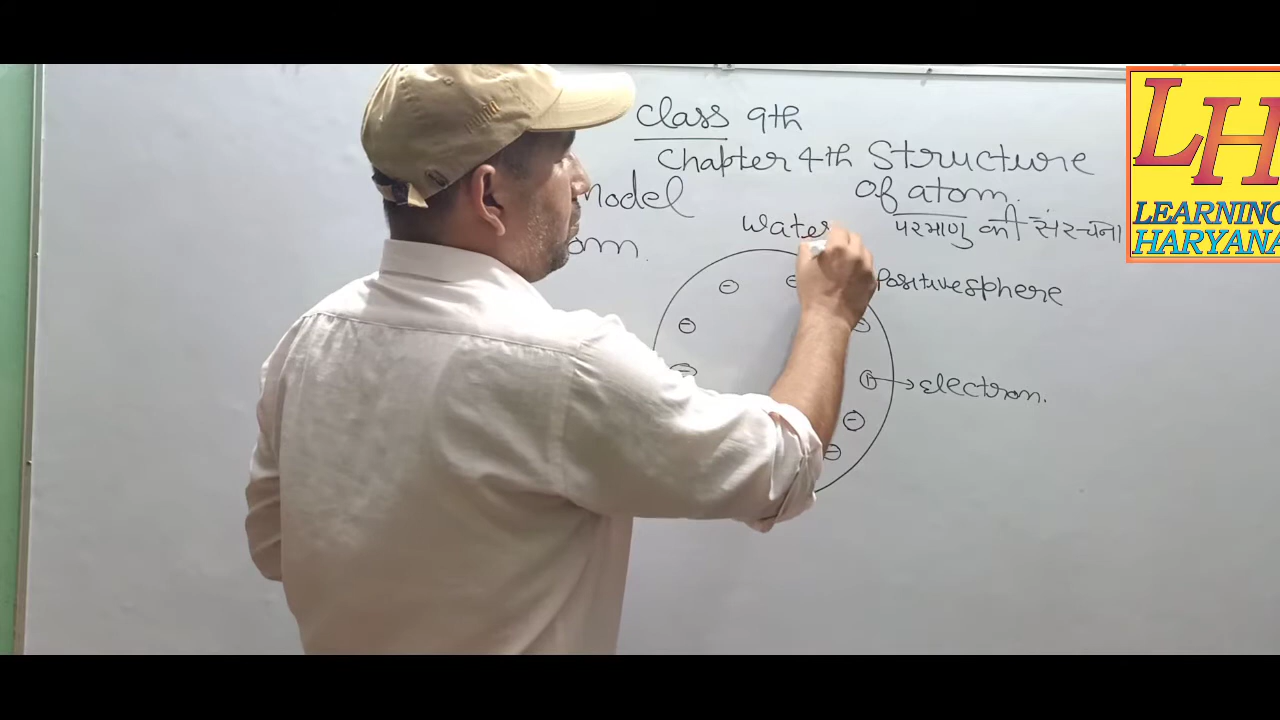 Class 9th
Chapter 4th Structure
of atom.
model
Water
परमाणु की संरचना
om.
Positive sphere
electron.
LH
LEARNING
HARYANA